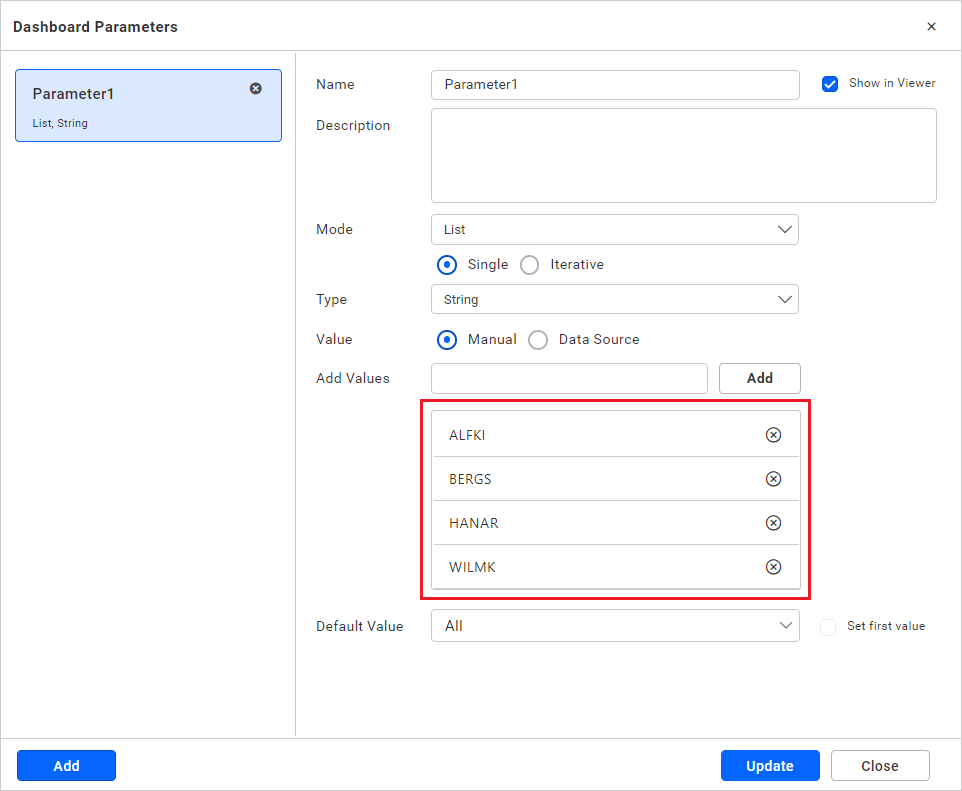 Dashboard Parameters
Parameter1
List, String
Name Parameter1 Show in Viewer
Description
Mode List
Single Iterative
Type String
Value Manual Data Source
Add Values Add
ALFKI
BERGS
HANAR
WILMK
Default Value All Set first value
Add Update Close